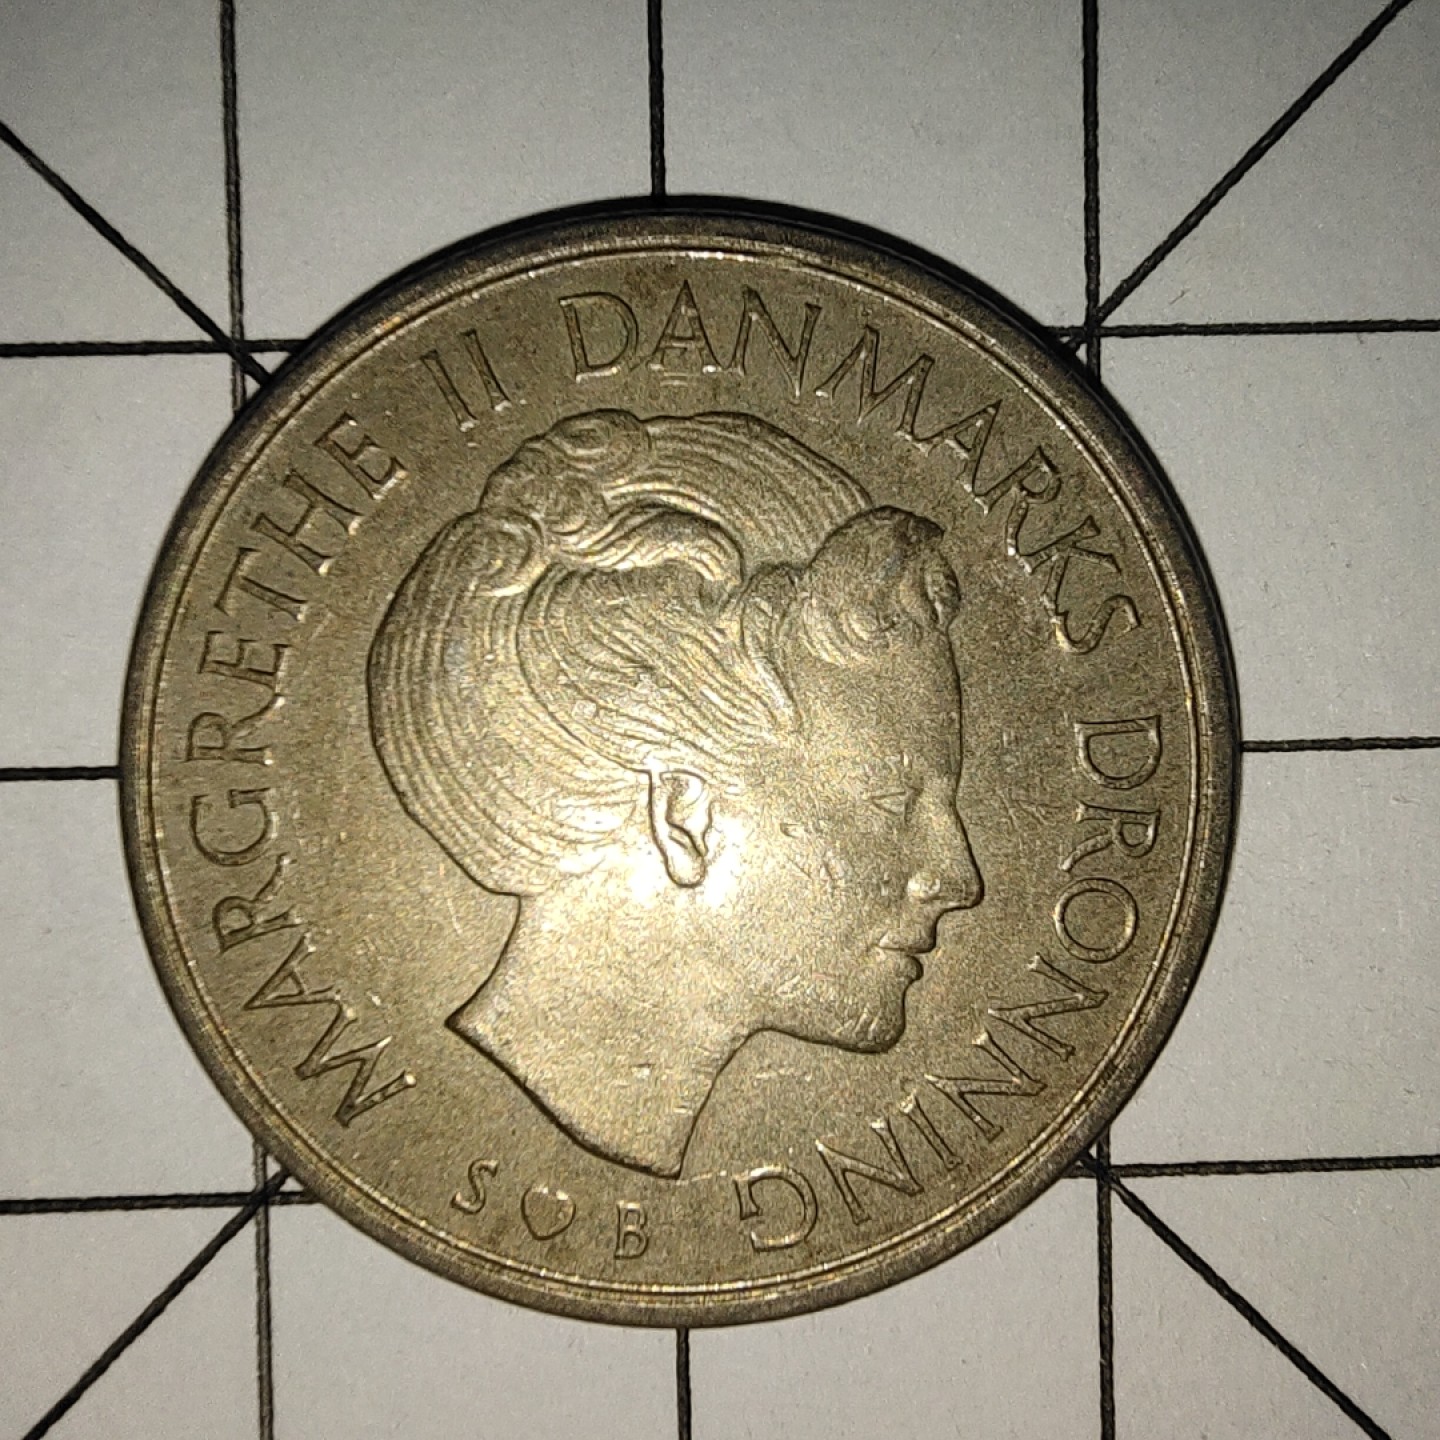 MARGRETHE II DANMARKS DRONNING
S ♥ B